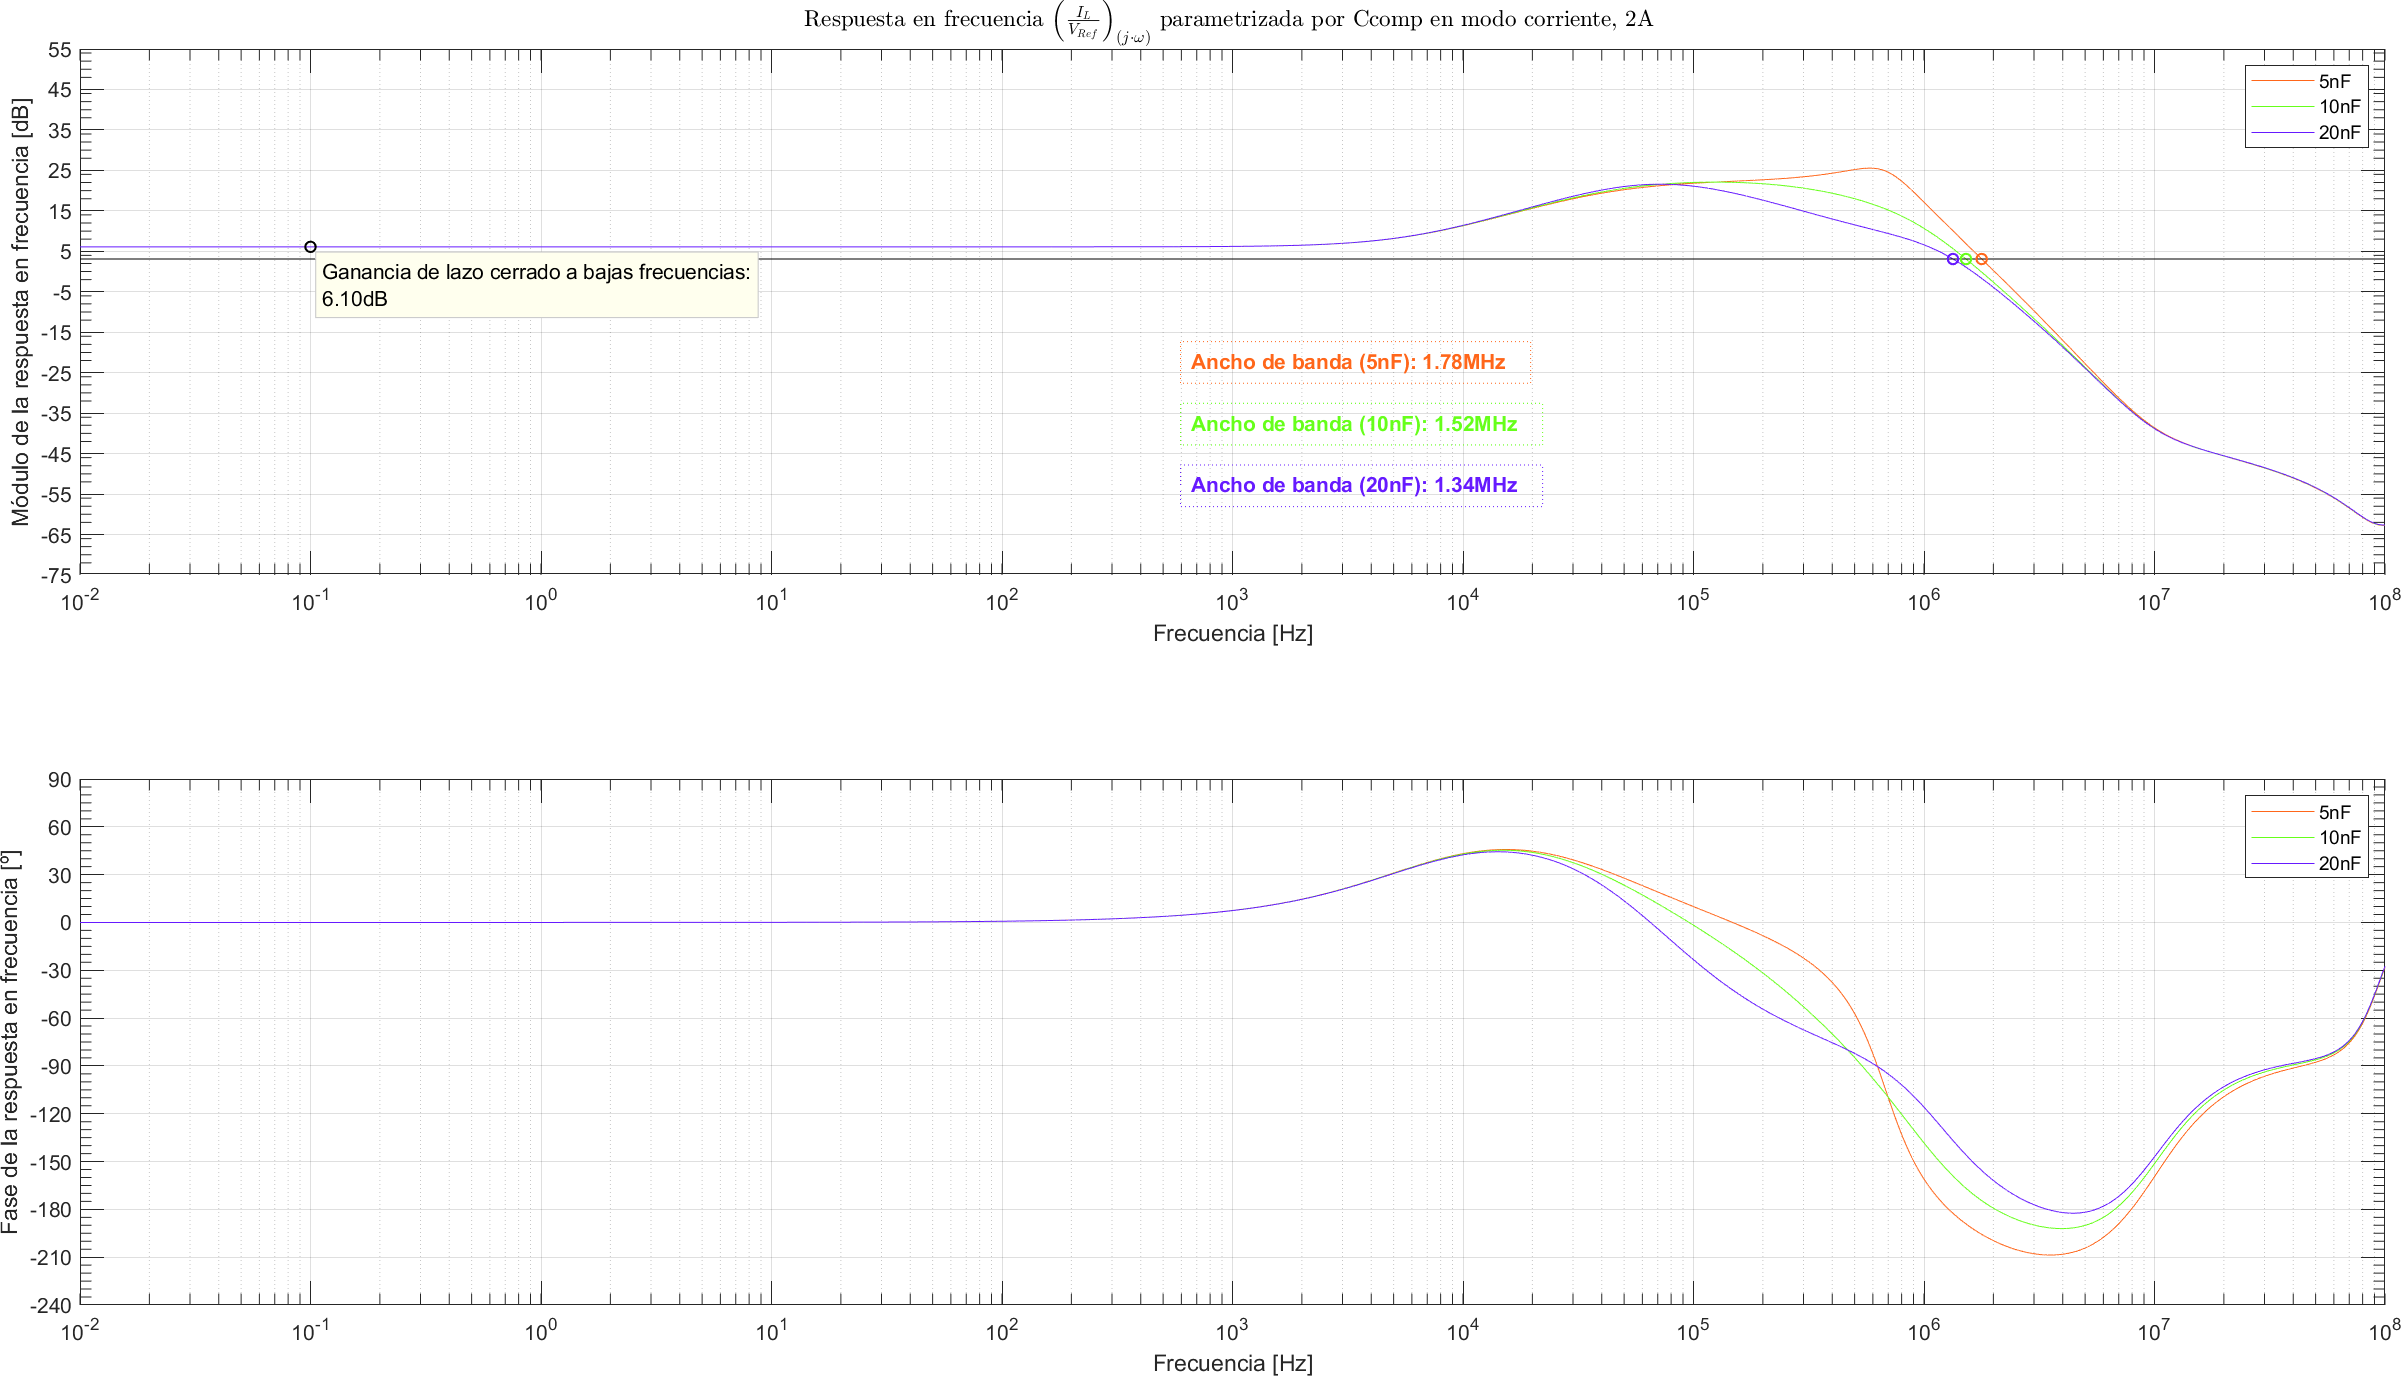 Respuesta en frecuencia (I_L / V_Ref)_(j·ω) parametrizada por Ccomp en modo corriente, 2A
Módulo de la respuesta en frecuencia [dB]
55
45
35
25
15
5
-5
-15
-25
-35
-45
-55
-65
-75
5nF
10nF
20nF
Ganancia de lazo cerrado a bajas frecuencias:
6.10dB
Ancho de banda (5nF): 1.78MHz
Ancho de banda (10nF): 1.52MHz
Ancho de banda (20nF): 1.34MHz
10^-2 10^-1 10^0 10^1 10^2 10^3 10^4 10^5 10^6 10^7 10^8
Frecuencia [Hz]
Fase de la respuesta en frecuencia [º]
90
60
30
0
-30
-60
-90
-120
-150
-180
-210
-240
5nF
10nF
20nF
10^-2 10^-1 10^0 10^1 10^2 10^3 10^4 10^5 10^6 10^7 10^8
Frecuencia [Hz]